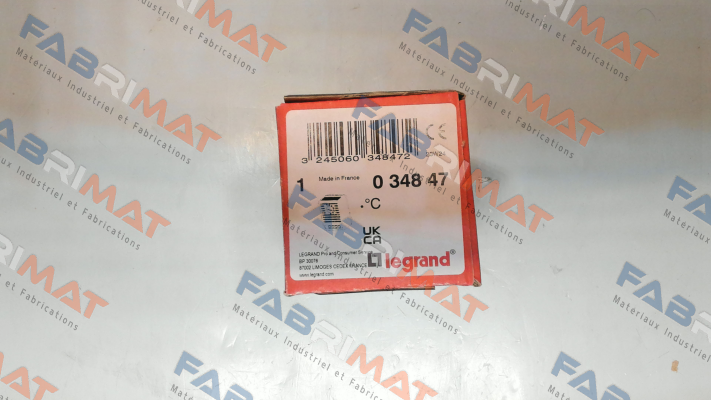 FABRIMAT
Matériaux Industriel et Fabrications
3 245060 348472
CE
1
Made in France
0 348 47
.°C
UK
CA
LEGRAND Pro and Consumer
BP 30076
87002 LIMOGES CEDEX FRANCE
www.legrand.com
legrand®